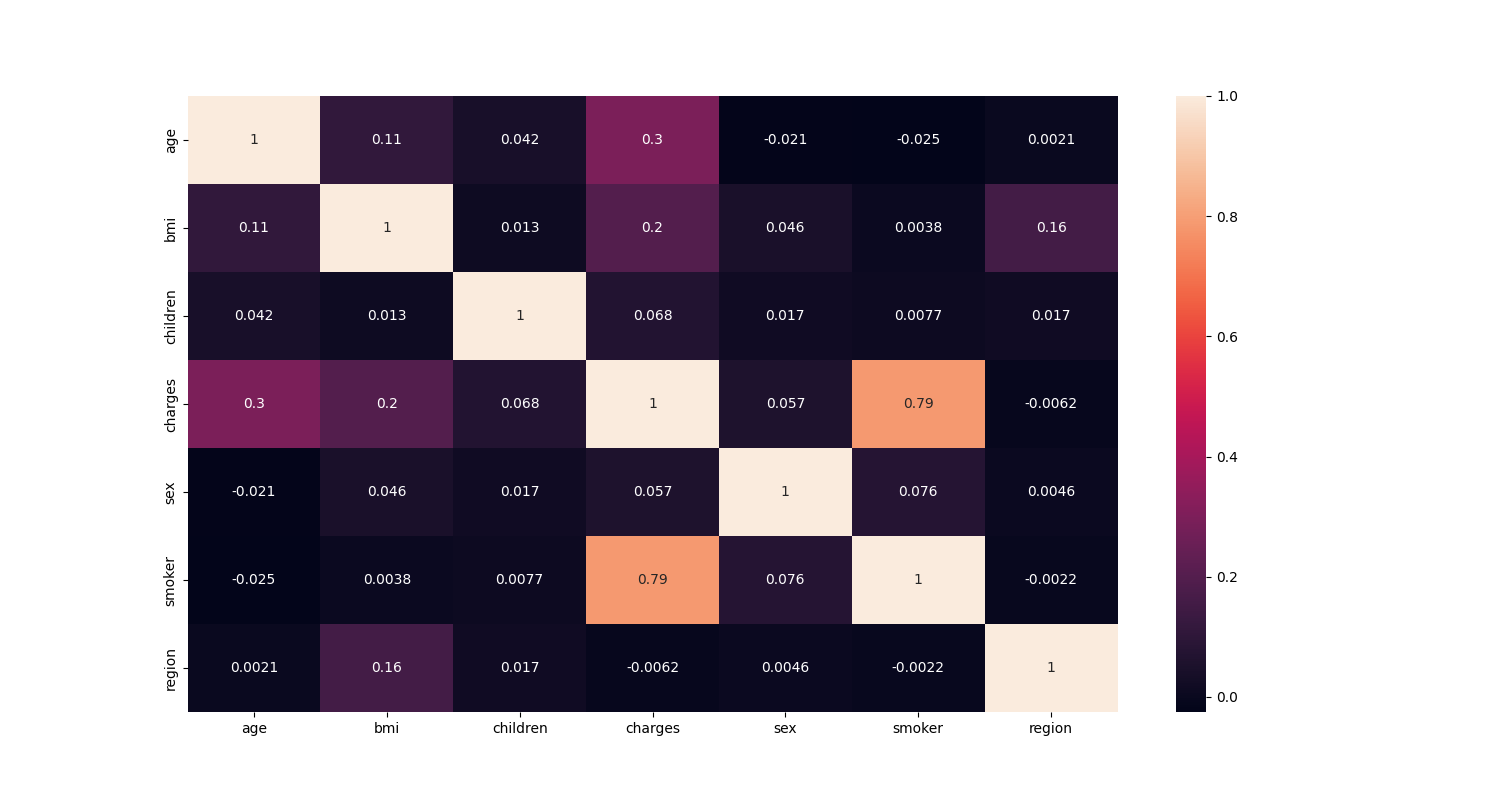 age 1 0.11 0.042 0.3 -0.021 -0.025 0.0021
bmi 0.11 1 0.013 0.2 0.046 0.0038 0.16
children 0.042 0.013 1 0.068 0.017 0.0077 0.017
charges 0.3 0.2 0.068 1 0.057 0.79 -0.0062
sex -0.021 0.046 0.017 0.057 1 0.076 0.0046
smoker -0.025 0.0038 0.0077 0.79 0.076 1 -0.0022
region 0.0021 0.16 0.017 -0.0062 0.0046 -0.0022 1
age bmi children charges sex smoker region
1.0
0.8
0.6
0.4
0.2
0.0